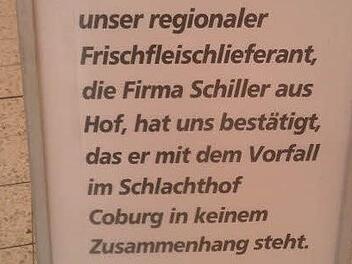 unser regionaler
Frischfleischlieferant,
die Firma Schiller aus
Hof, hat uns bestätigt,
das er mit dem Vorfall
im Schlachthof
Coburg in keinem
Zusammenhang steht.